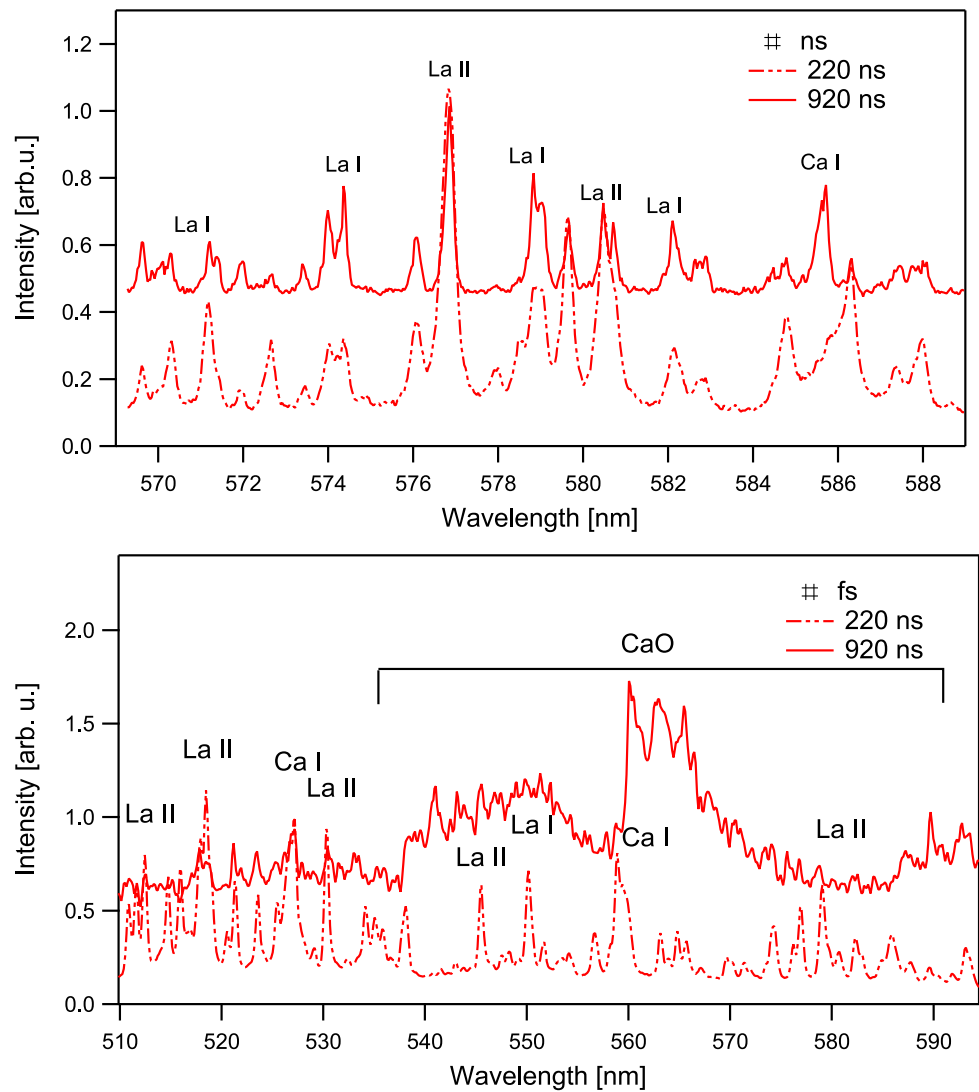 1.2
1.0
0.8
0.6
0.4
0.2
0.0
Intensity [arb.u.]
⌗ ns
220 ns
920 ns
La II
La I
La I
La I
La II
La I
Ca I
570 572 574 576 578 580 582 584 586 588
Wavelength [nm]
2.0
1.5
1.0
0.5
0.0
Intensity [arb. u.]
⌗ fs
220 ns
920 ns
CaO
La II
Ca I
La II
La II
La I
Ca I
La II
La II
510 520 530 540 550 560 570 580 590
Wavelength [nm]